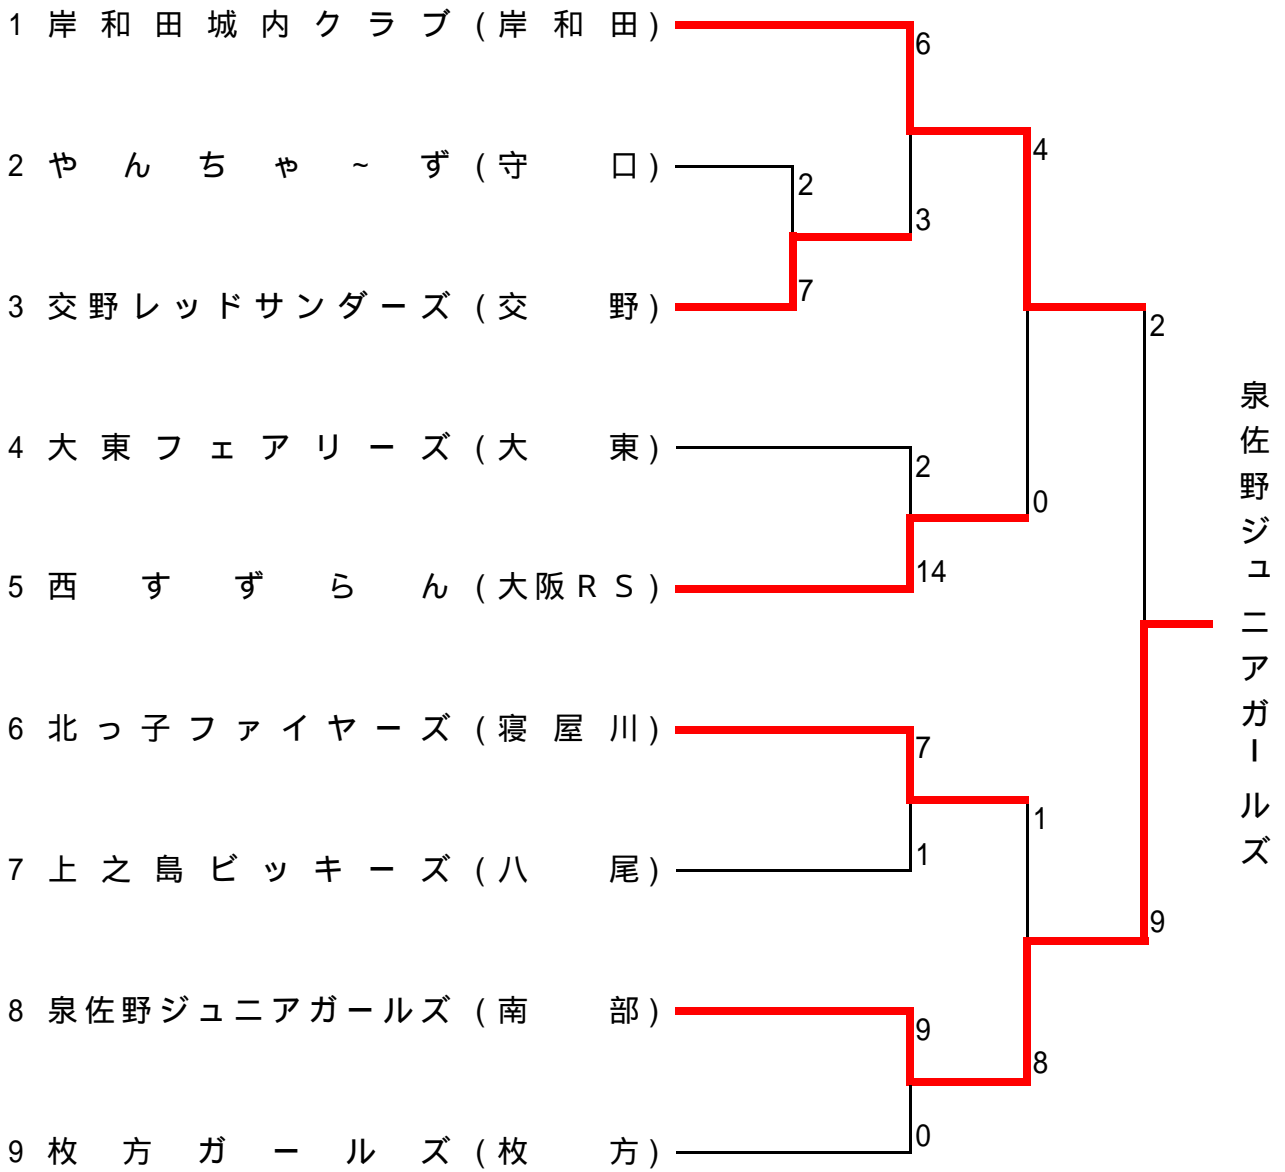 1 岸和田城内クラブ (岸和田)
6
4
2 やんちゃ~ず (守口)
2
3
3 交野レッドサンダーズ (交野)
7
2
4 大東フェアリーズ (大東)
2
0
5 西すずらん (大阪RS)
14
泉佐野ジュニアガールズ
6 北っ子ファイヤーズ (寝屋川)
7
1
7 上之島ビッキーズ (八尾)
1
9
8 泉佐野ジュニアガールズ (南部)
9
8
9 枚方ガールズ (枚方)
0